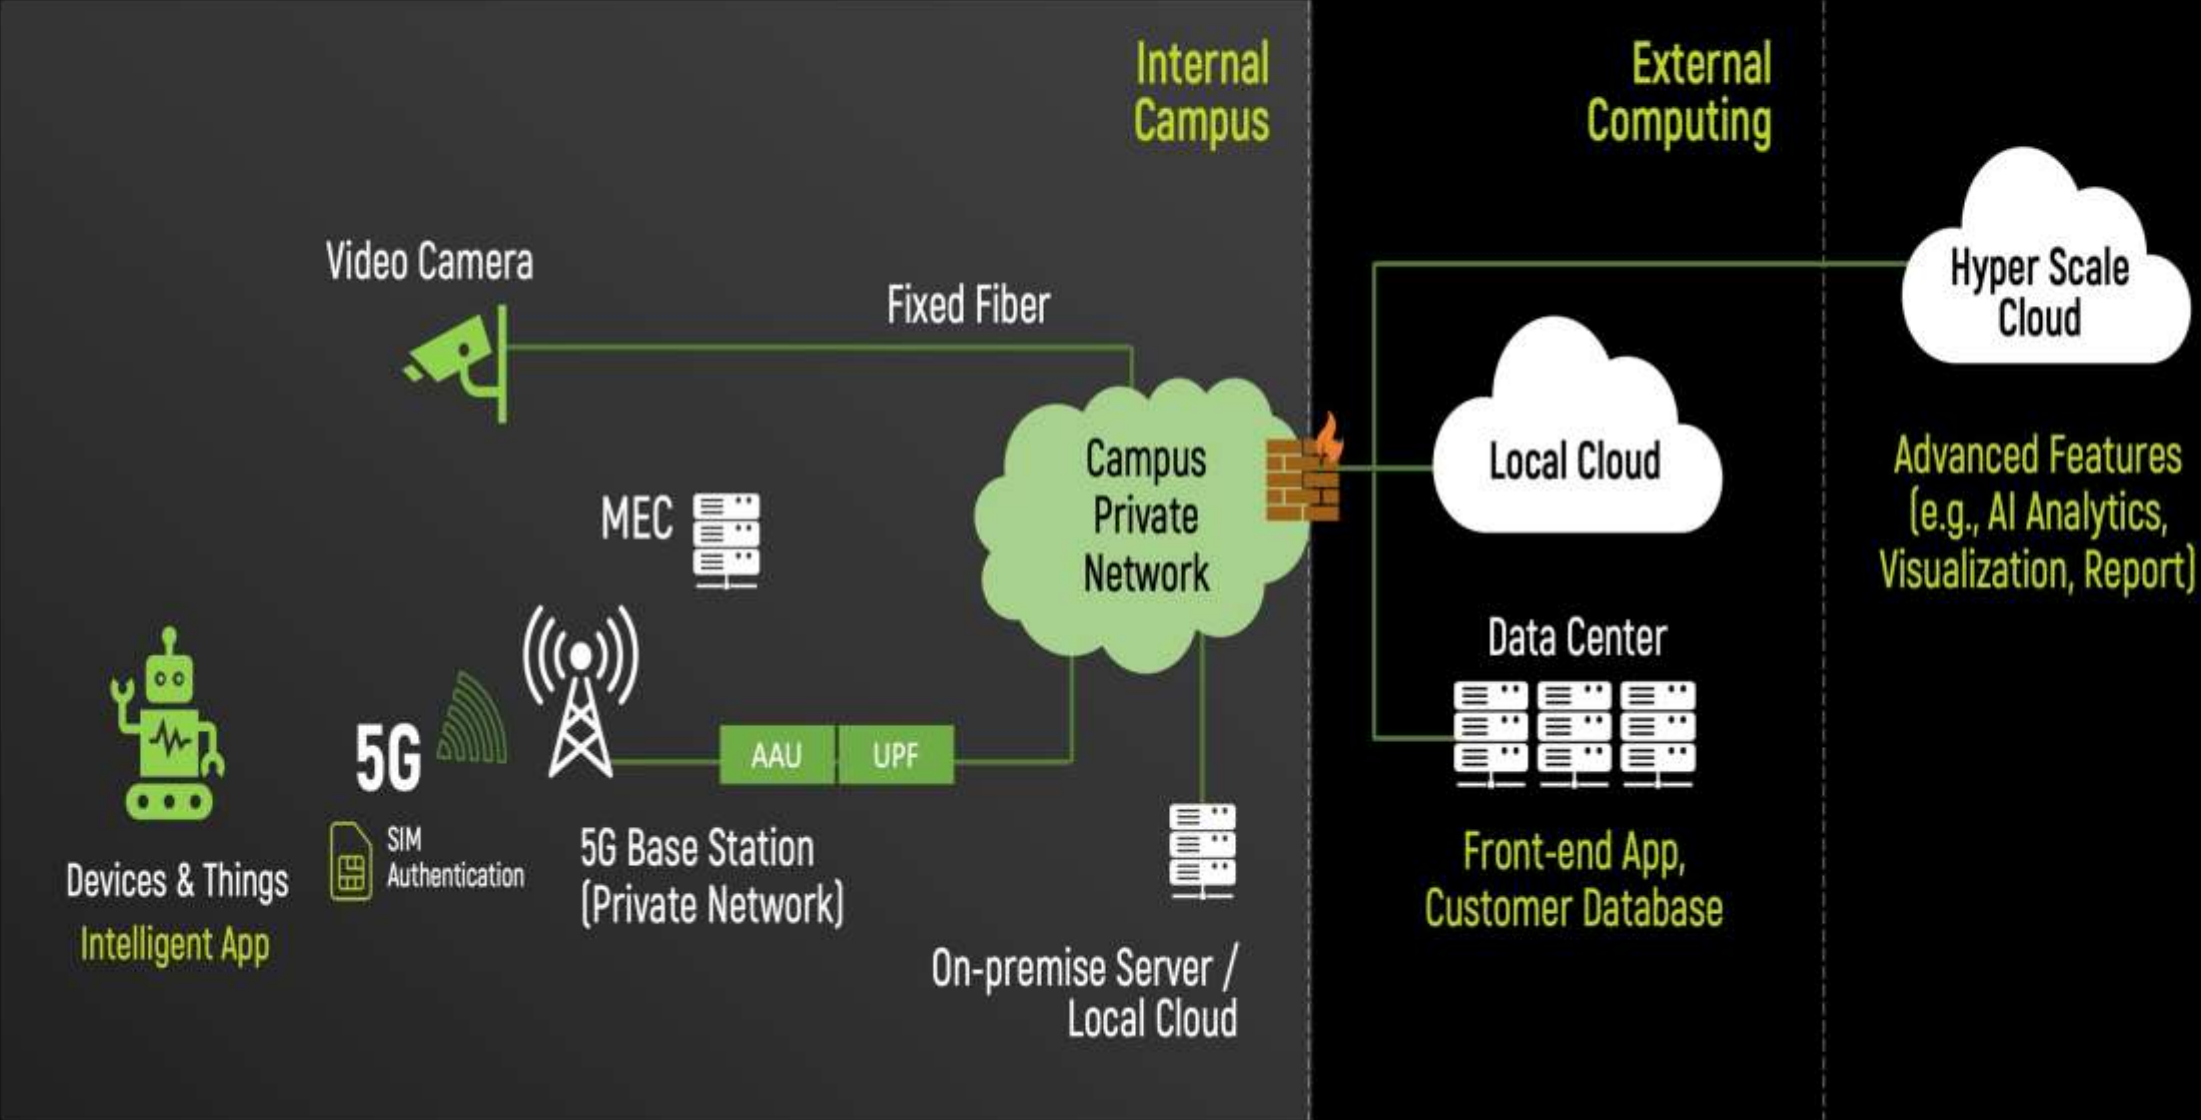 Internal
Campus
External
Computing
Video Camera
Fixed Fiber
Hyper Scale
Cloud
Campus
Private
Network
Local Cloud
Advanced Features
(e.g., AI Analytics,
Visualization, Report)
MEC
Data Center
5G
AAU
UPF
SIM
Authentication
5G Base Station
(Private Network)
Devices & Things
Intelligent App
Front-end App,
Customer Database
On-premise Server /
Local Cloud